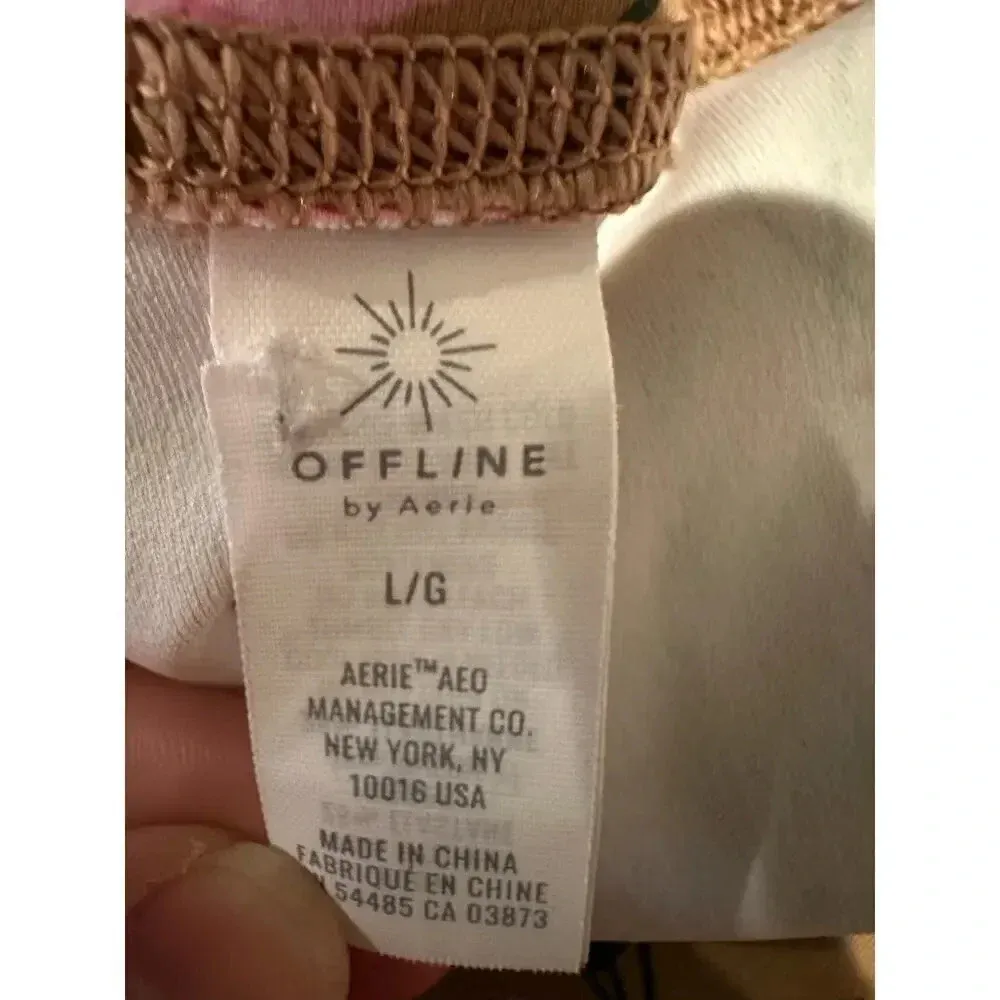 OFFLINE
by Aerie
L/G
AERIE™AEO
MANAGEMENT CO.
NEW YORK, NY
10016 USA
MADE IN CHINA
FABRIQUÉ EN CHINE
54485 CA 03873